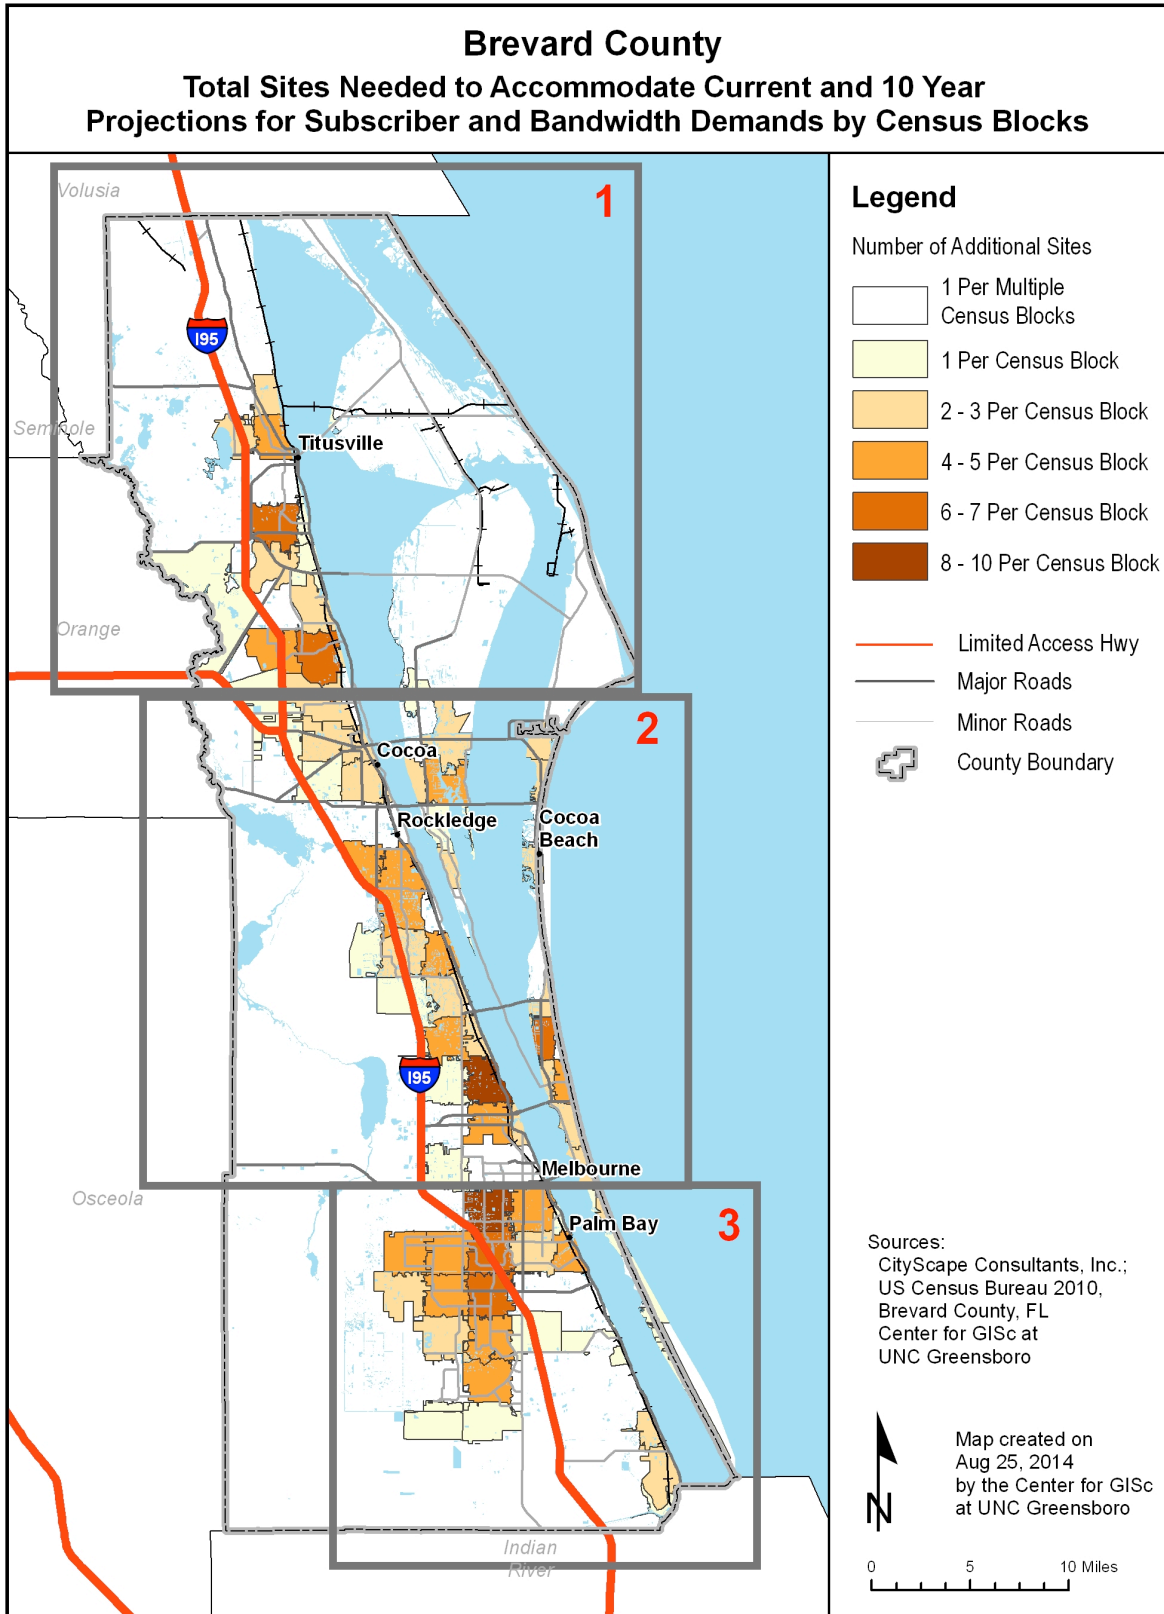 Brevard County
Total Sites Needed to Accommodate Current and 10 Year
Projections for Subscriber and Bandwidth Demands by Census Blocks
Volusia
1
I95
Seminole
Titusville
Orange
2
Cocoa
Rockledge
Cocoa
Beach
I95
Melbourne
Osceola
3
Palm Bay
Indian
River
Legend
Number of Additional Sites
1 Per Multiple
Census Blocks
1 Per Census Block
2 - 3 Per Census Block
4 - 5 Per Census Block
6 - 7 Per Census Block
8 - 10 Per Census Block
Limited Access Hwy
Major Roads
Minor Roads
County Boundary
Sources:
CityScape Consultants, Inc.;
US Census Bureau 2010,
Brevard County, FL
Center for GISc at
UNC Greensboro
N
Map created on
Aug 25, 2014
by the Center for GISc
at UNC Greensboro
0 5 10 Miles